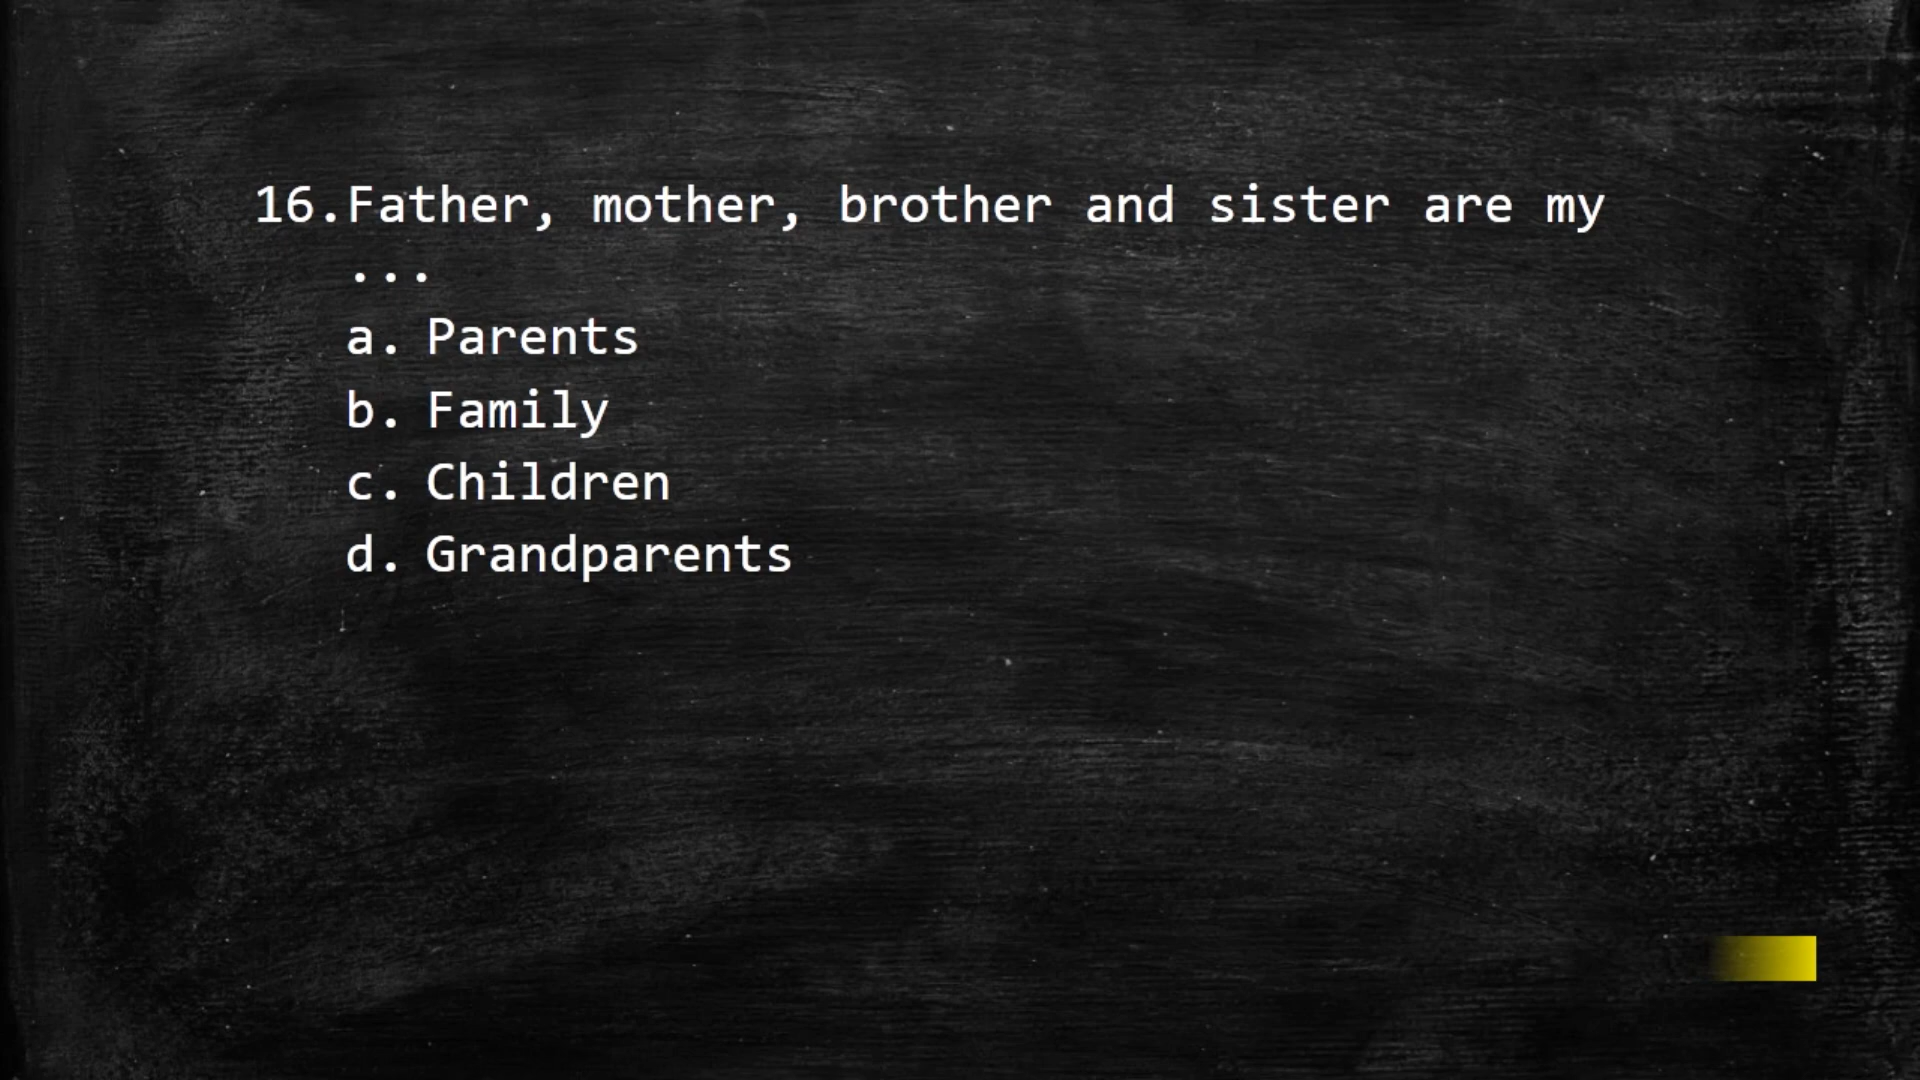 16.Father, mother, brother and sister are my
...
a. Parents
b. Family
c. Children
d. Grandparents